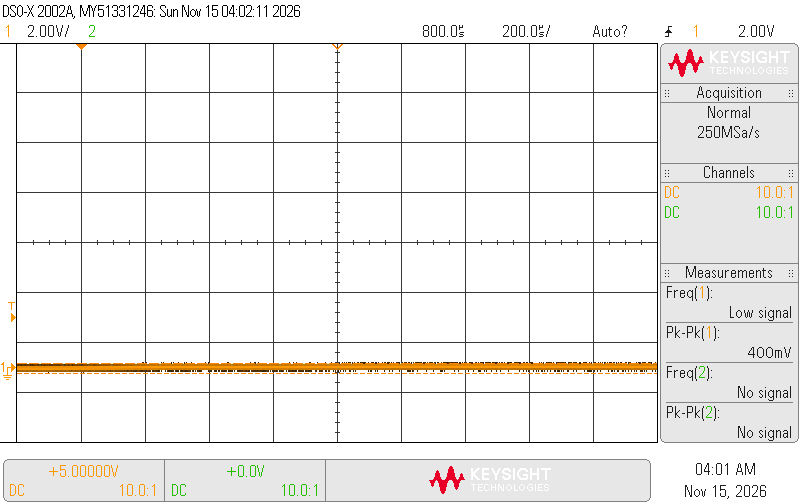 DSO-X 2002A, MY51331246: Sun Nov 15 04:02:11 2026
1 2.00V/ 2 800.0s 200.0s/ Auto? 1 2.00V
KEYSIGHT
TECHNOLOGIES
Acquisition
Normal
250MSa/s
Channels
DC 10.0:1
DC 10.0:1
Measurements
Freq(1):
Low signal
Pk-Pk(1):
400mV
Freq(2):
No signal
Pk-Pk(2):
No signal
T
1
+5.00000V +0.0V
DC 10.0:1 DC 10.0:1
KEYSIGHT
TECHNOLOGIES
04:01 AM
Nov 15, 2026